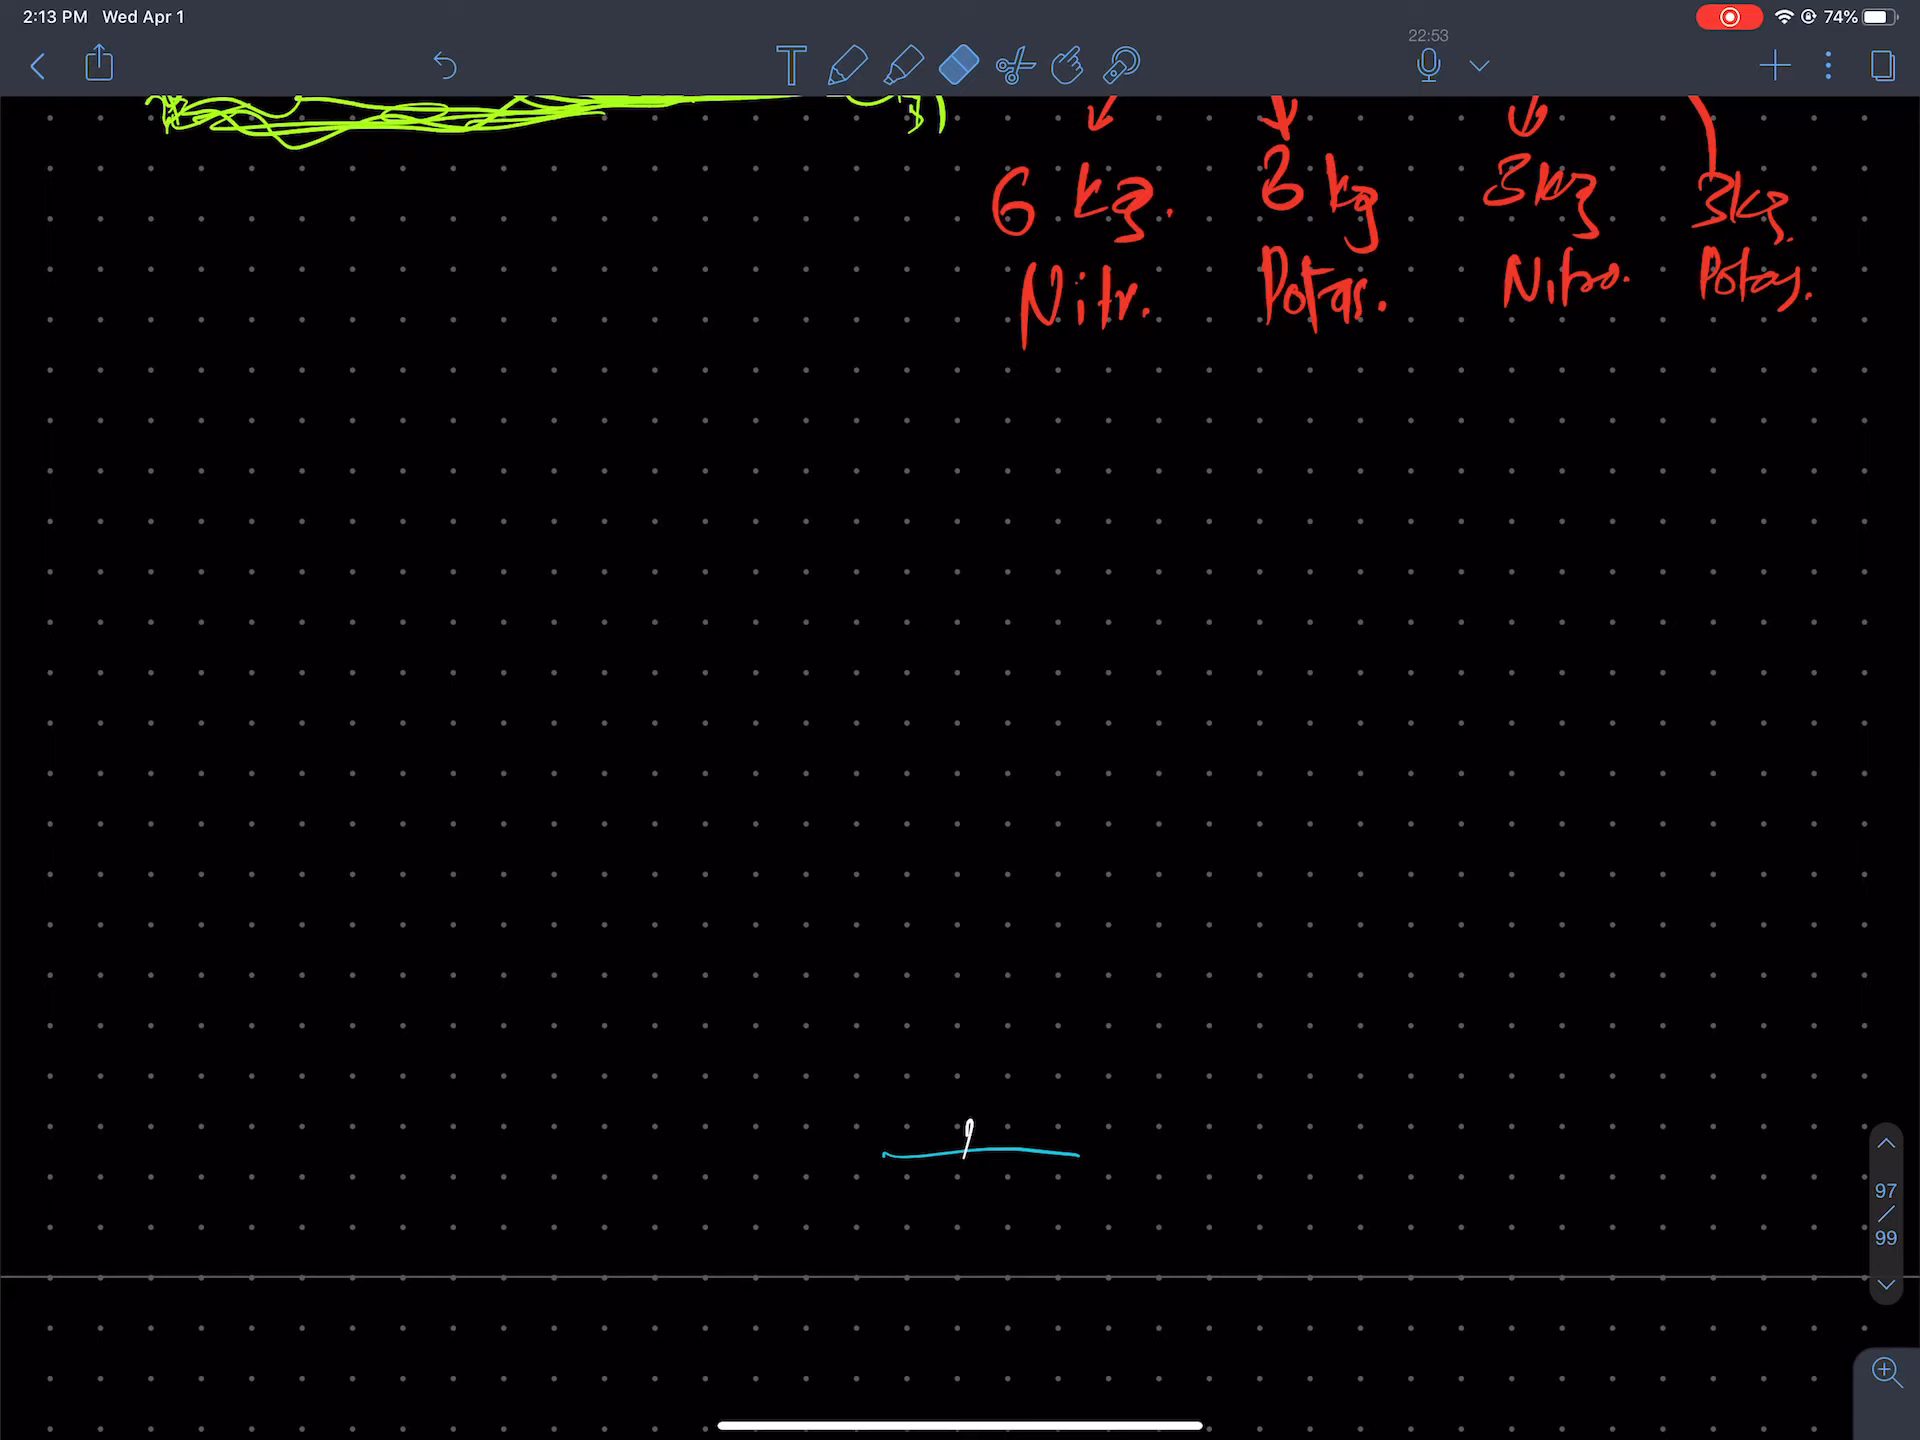 2:13 PM Wed Apr 1
74%
22:53
6 kg. 3 kg 3kg 3kg.
Nitr. Potas. Nitro. Potas.
97
/
99